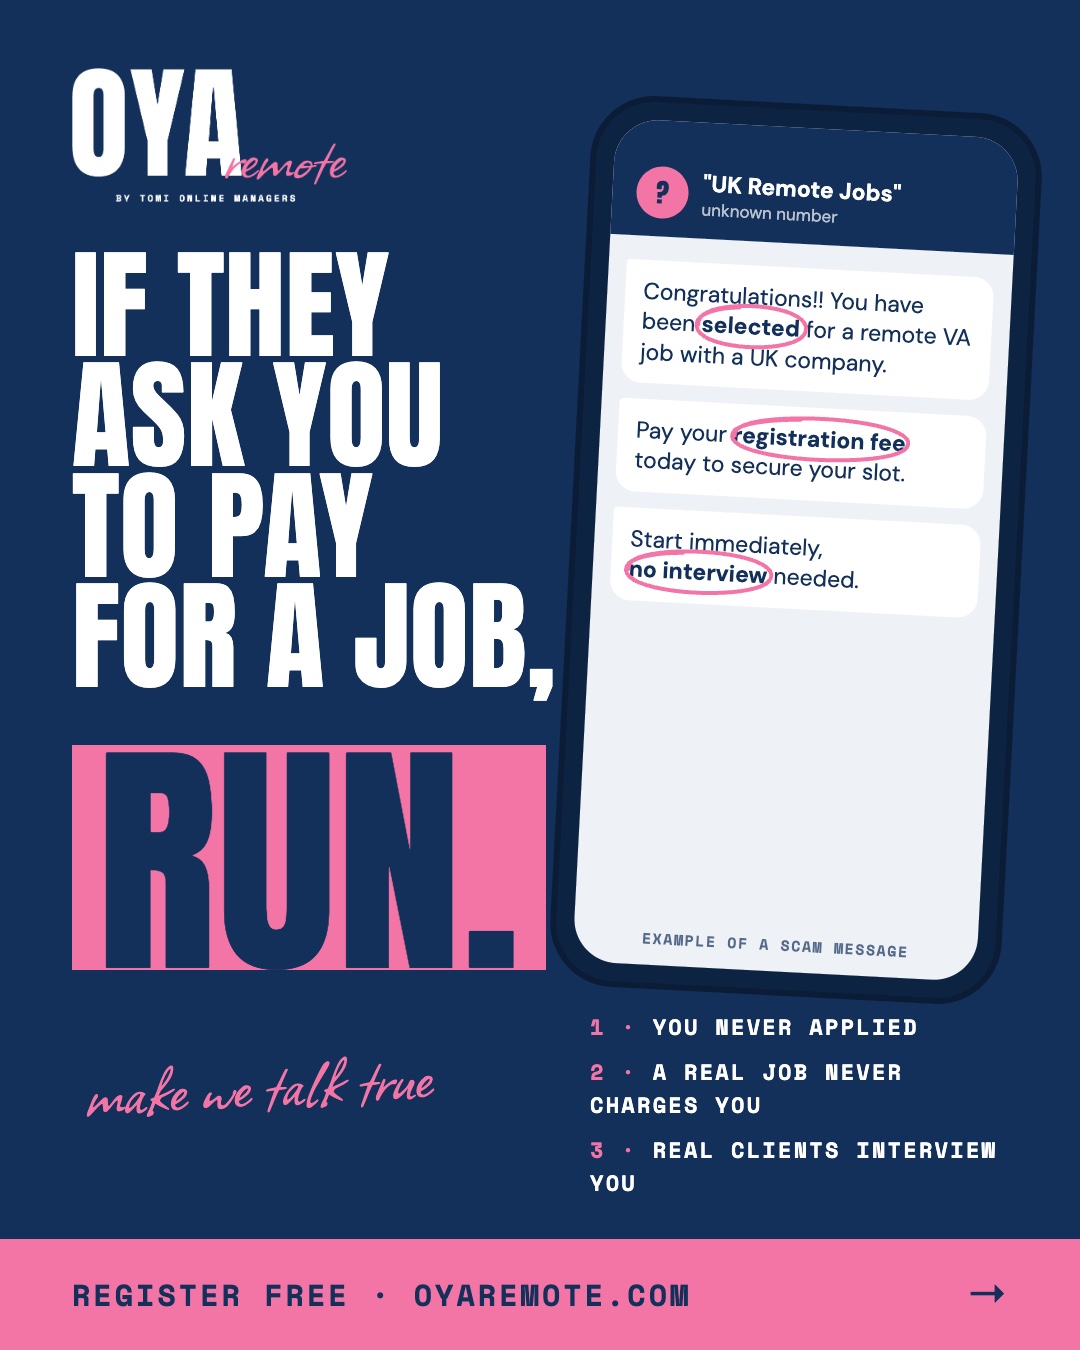 OYA
remote
BY TOMI ONLINE MANAGERS
IF THEY
ASK YOU
TO PAY
FOR A JOB,
RUN.
make we talk true
?
"UK Remote Jobs"
unknown number
Congratulations!! You have
been selected for a remote VA
job with a UK company.
Pay your registration fee
today to secure your slot.
Start immediately,
no interview needed.
EXAMPLE OF A SCAM MESSAGE
1 · YOU NEVER APPLIED
2 · A REAL JOB NEVER
CHARGES YOU
3 · REAL CLIENTS INTERVIEW
YOU
REGISTER FREE · OYAREMOTE.COM →